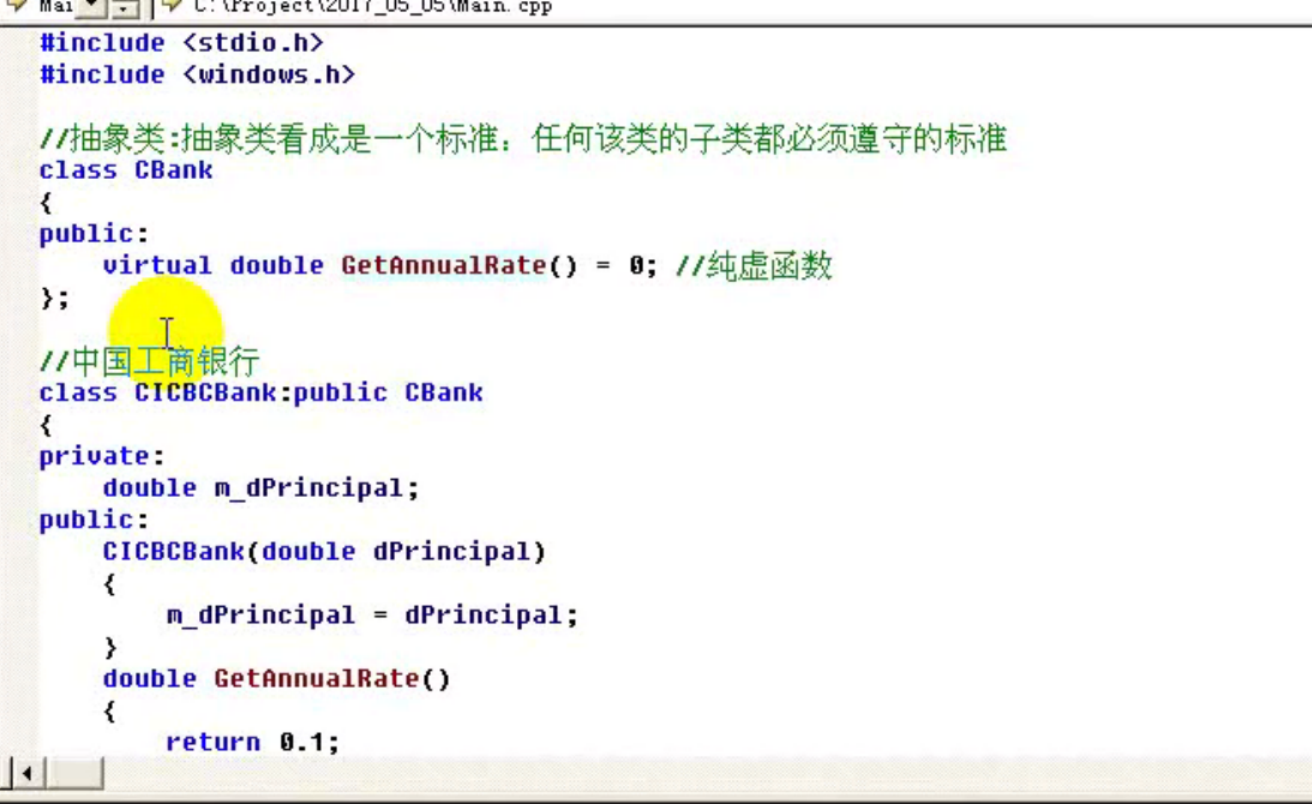 Mai C:\Project\2017_05_05\Main.cpp
#include <stdio.h>
#include <windows.h>
//抽象类:抽象类看成是一个标准：任何该类的子类都必须遵守的标准
class CBank
{
public:
    virtual double GetAnnualRate() = 0; //纯虚函数
};
//中国工商银行
class CICBCBank:public CBank
{
private:
    double m_dPrincipal;
public:
    CICBCBank(double dPrincipal)
    {
        m_dPrincipal = dPrincipal;
    }
    double GetAnnualRate()
    {
        return 0.1;